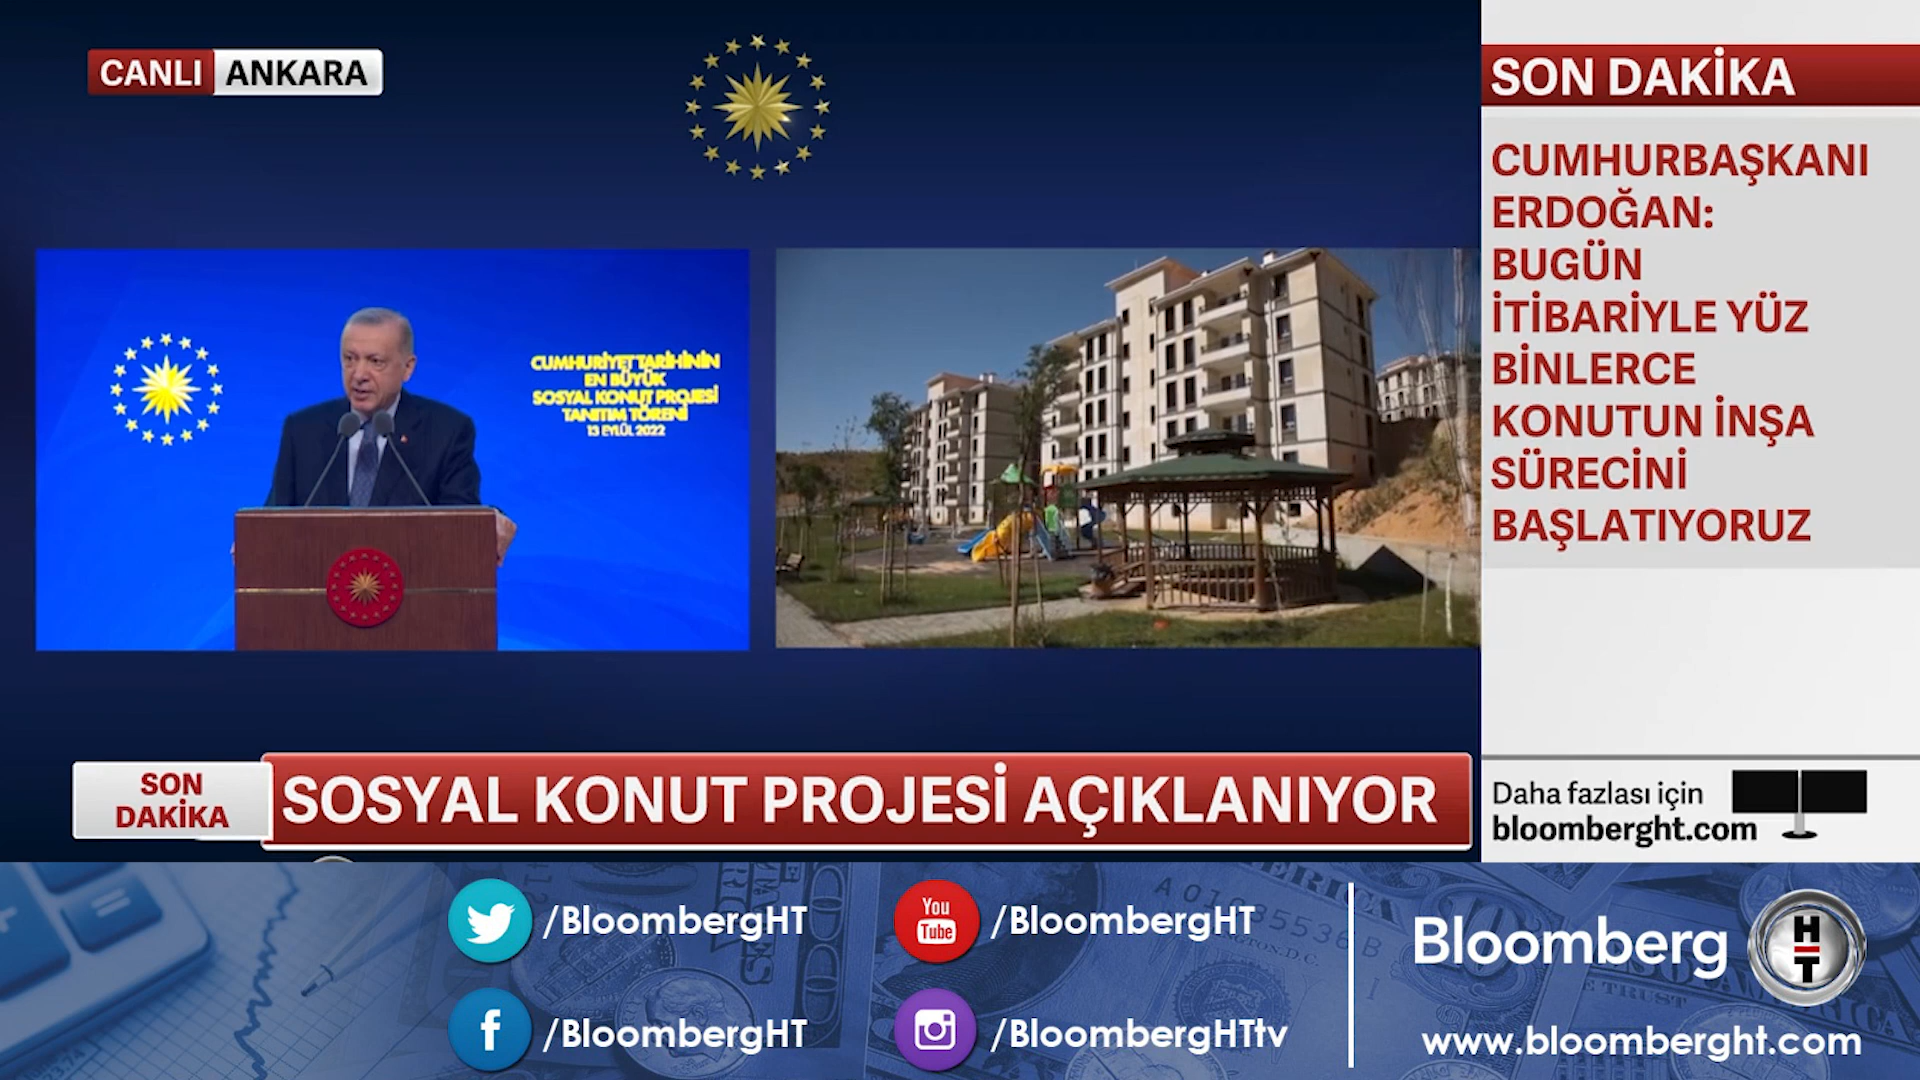 CANLI ANKARA
CUMHURİYET TARİHİNİN
EN BÜYÜK
SOSYAL KONUT PROJESİ
TANITIM TÖRENİ
13 EYLÜL 2022
SON DAKİKA
CUMHURBAŞKANI
ERDOĞAN:
BUGÜN
İTİBARİYLE YÜZ
BİNLERCE
KONUTUN İNŞA
SÜRECİNİ
BAŞLATIYORUZ
SON
DAKİKA
SOSYAL KONUT PROJESİ AÇIKLANIYOR
Daha fazlası için
bloomberght.com
/BloombergHT
You
Tube
/BloombergHT
/BloombergHT
/BloombergHTtv
Bloomberg
H
T
www.bloomberght.com